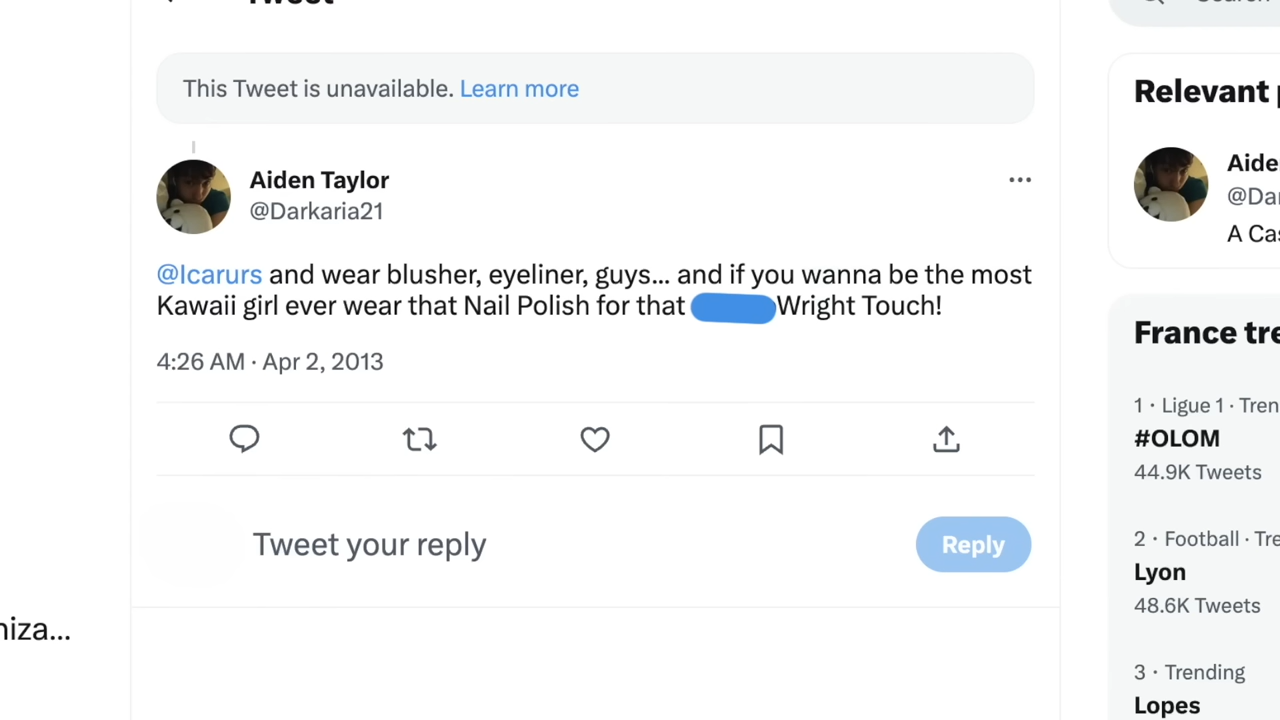 Tweet
Search
This Tweet is unavailable. Learn more
Relevant
Aiden Taylor
@Darkaria21
Aide
@Da
A Cas
@Icarurs and wear blusher, eyeliner, guys... and if you wanna be the most
Kawaii girl ever wear that Nail Polish for that Wright Touch!
4:26 AM · Apr 2, 2013
France tre
1 · Ligue 1 · Tren
#OLOM
44.9K Tweets
2 · Football · Tre
Lyon
48.6K Tweets
3 · Trending
Lopes
Tweet your reply
Reply
niza...